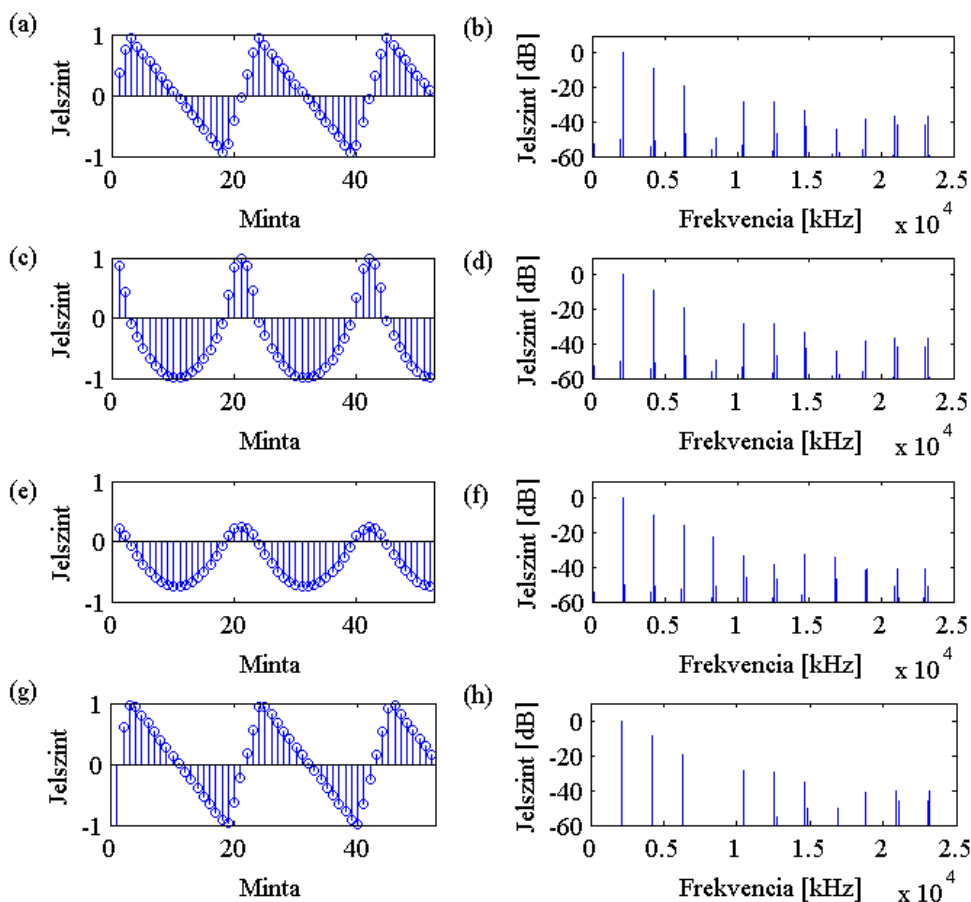 (a)
1
0
-1
Jelszint
0 20 40
Minta
(b)
0
-20
-40
-60
Jelszint [dB]
0 0.5 1 1.5 2 2.5
Frekvencia [kHz]
x 10^4
(c)
1
0
-1
Jelszint
0 20 40
Minta
(d)
0
-20
-40
-60
Jelszint [dB]
0 0.5 1 1.5 2 2.5
Frekvencia [kHz]
x 10^4
(e)
1
0
-1
Jelszint
0 20 40
Minta
(f)
0
-20
-40
-60
Jelszint [dB]
0 0.5 1 1.5 2 2.5
Frekvencia [kHz]
x 10^4
(g)
1
0
-1
Jelszint
0 20 40
Minta
(h)
0
-20
-40
-60
Jelszint [dB]
0 0.5 1 1.5 2 2.5
Frekvencia [kHz]
x 10^4